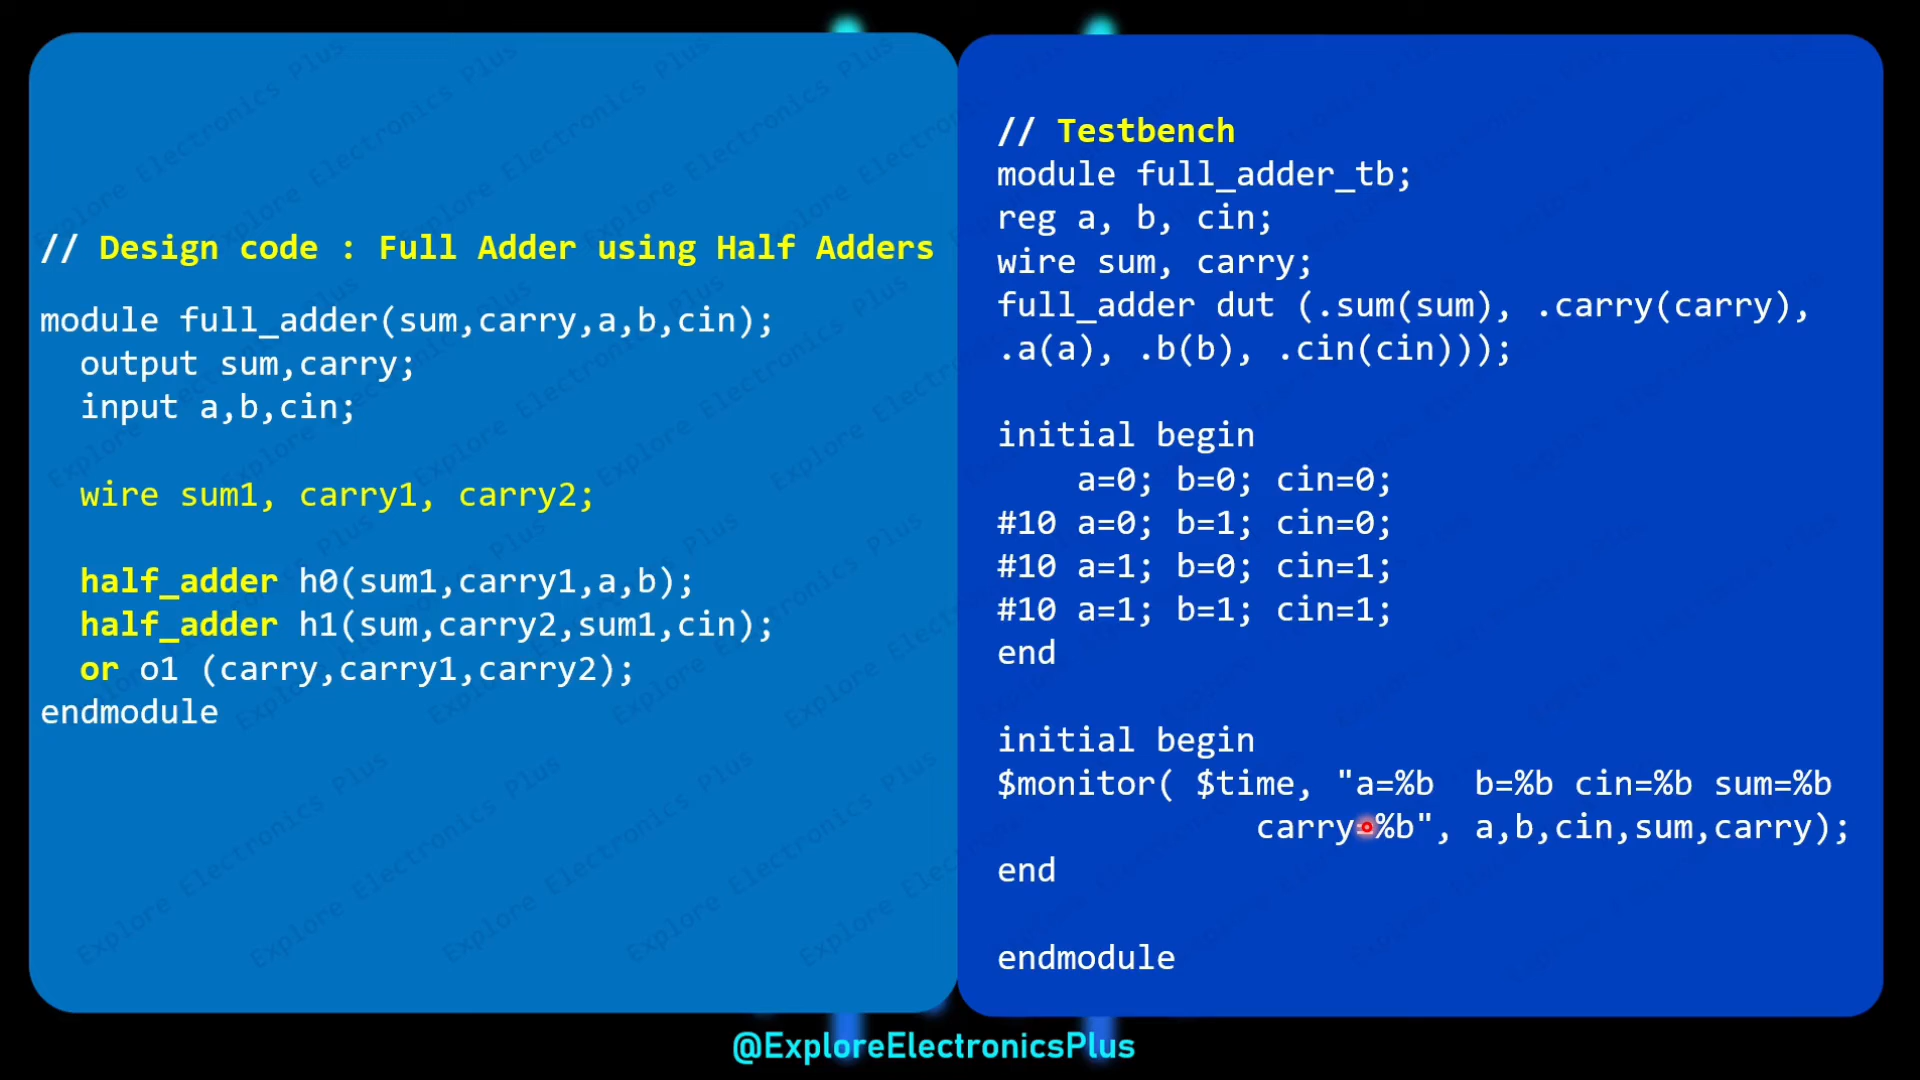 // Design code : Full Adder using Half Adders
module full_adder(sum,carry,a,b,cin);
output sum,carry;
input a,b,cin;
wire sum1, carry1, carry2;
half_adder h0(sum1,carry1,a,b);
half_adder h1(sum,carry2,sum1,cin);
or o1 (carry,carry1,carry2);
endmodule
// Testbench
module full_adder_tb;
reg a, b, cin;
wire sum, carry;
full_adder dut (.sum(sum), .carry(carry),
.a(a), .b(b), .cin(cin)));
initial begin
a=0; b=0; cin=0;
#10 a=0; b=1; cin=0;
#10 a=1; b=0; cin=1;
#10 a=1; b=1; cin=1;
end
initial begin
$monitor( $time, "a=%b  b=%b cin=%b sum=%b
carry=%b", a,b,cin,sum,carry);
end
endmodule
@ExploreElectronicsPlus